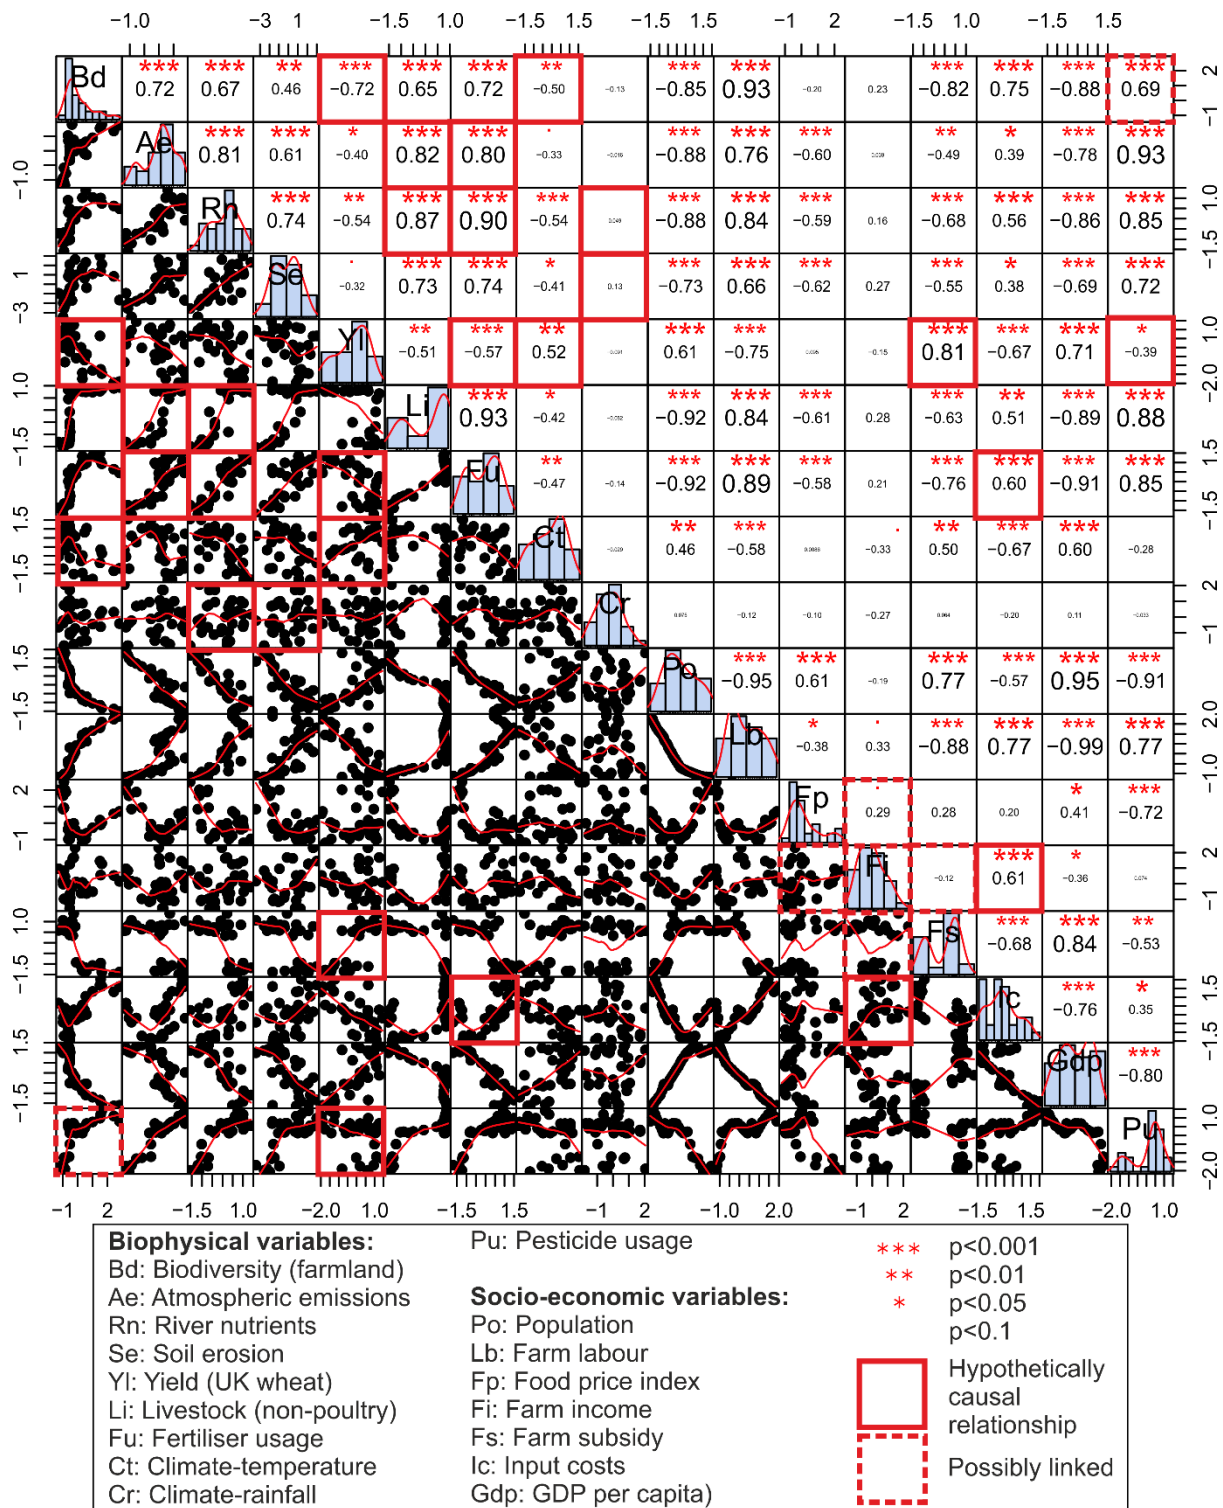 −1.0 −3 1 −1.5 1.0 −1.5 1.0 −1 2 −1.5 1.0 −1.5 1.5
Bd *** 0.72 *** 0.67 ** 0.46 *** −0.72 *** 0.65 *** 0.72 ** −0.50 −0.13 *** −0.85 *** 0.93 −0.20 0.23 *** −0.82 *** 0.75 *** −0.88 *** 0.69 −1 2
−1.0 Ae *** 0.81 *** 0.61 * −0.40 *** 0.82 *** 0.80 · −0.33 *** −0.88 *** 0.76 *** −0.60 ** −0.49 * 0.39 *** −0.78 *** 0.93
Rn *** 0.74 ** −0.54 *** 0.87 *** 0.90 *** −0.54 0.049 *** −0.88 *** 0.84 *** −0.59 0.16 *** −0.68 *** 0.56 *** −0.86 *** 0.85 −1.5 1.0
−3 1 Se · −0.32 *** 0.73 *** 0.74 * −0.41 0.13 *** −0.73 *** 0.66 *** −0.62 0.27 *** −0.55 * 0.38 *** −0.69 *** 0.72
Yl ** −0.51 *** −0.57 ** 0.52 *** 0.61 *** −0.75 −0.15 *** 0.81 *** −0.67 *** 0.71 * −0.39 −2.0 1.0
−1.5 1.0 Li *** 0.93 * −0.42 *** −0.92 *** 0.84 *** −0.61 0.28 *** −0.63 ** 0.51 *** −0.89 *** 0.88
Fu ** −0.47 −0.14 *** −0.92 *** 0.89 *** −0.58 0.21 *** −0.76 *** 0.60 *** −0.91 *** 0.85 −1.5 1.5
−1.5 1.5 Ct ** 0.46 *** −0.58 · −0.33 ** 0.50 *** −0.67 *** 0.60 −0.28
Cr −0.12 −0.10 −0.27 −0.20 0.11 −1 2
−1.5 1.5 Po *** −0.95 *** 0.61 −0.19 *** 0.77 *** −0.57 *** 0.95 *** −0.91
Lb * −0.38 · 0.33 *** −0.88 *** 0.77 *** −0.99 *** 0.77 −1.0 2.0
−1 2 Fp · 0.29 0.28 0.20 * 0.41 *** −0.72
Fi −0.12 *** 0.61 * −0.36 0.074 −1 2
−1.5 1.0 Fs *** −0.68 *** 0.84 ** −0.53
Ic *** −0.76 * 0.35 −1.5 1.5
−1.5 1.5 Gdp *** −0.80
Pu −2.0 1.0
−1 2 −1.5 1.0 −2.0 1.0 −1.5 1.5 −1 2 −1.0 2.0 −1 2 −1.5 1.5 −2.0 1.0
Biophysical variables:
Bd: Biodiversity (farmland)
Ae: Atmospheric emissions
Rn: River nutrients
Se: Soil erosion
Yl: Yield (UK wheat)
Li: Livestock (non-poultry)
Fu: Fertiliser usage
Ct: Climate-temperature
Cr: Climate-rainfall
Pu: Pesticide usage
Socio-economic variables:
Po: Population
Lb: Farm labour
Fp: Food price index
Fi: Farm income
Fs: Farm subsidy
Ic: Input costs
Gdp: GDP per capita)
*** p<0.001
** p<0.01
* p<0.05
p<0.1
Hypothetically
causal
relationship
Possibly linked